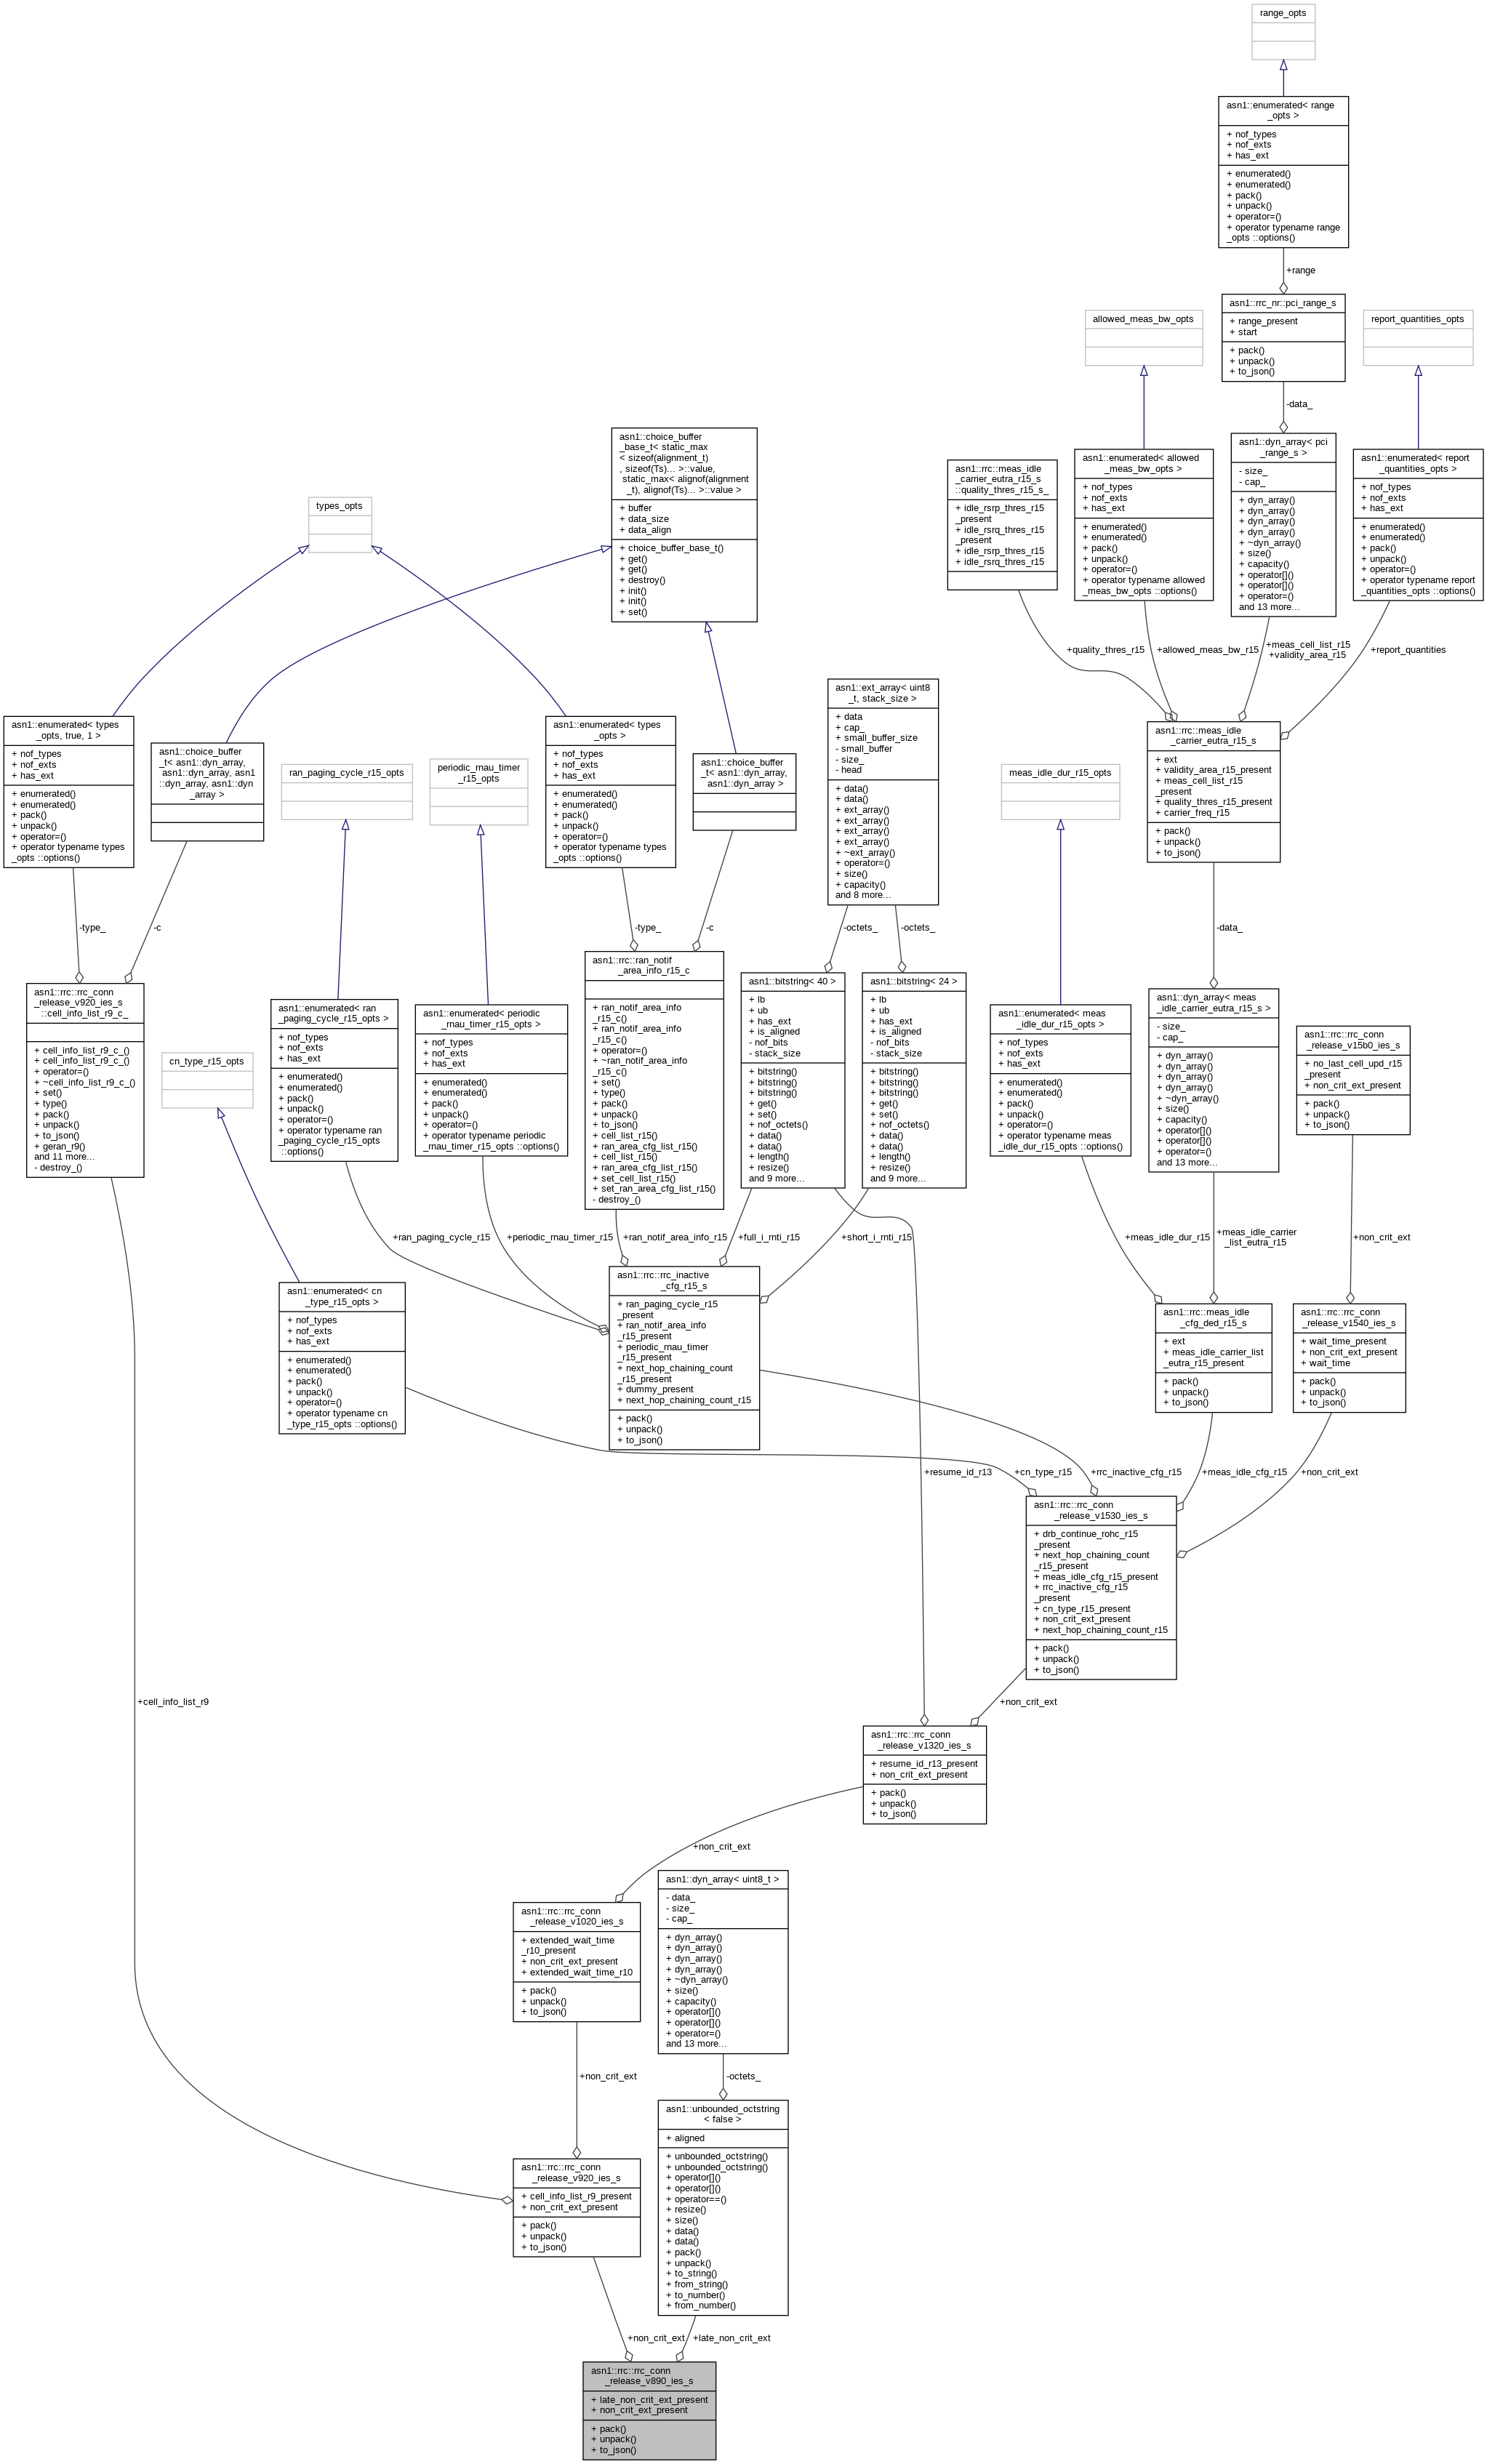 range_opts
asn1::enumerated< range
_opts >
+ nof_types
+ nof_exts
+ has_ext
+ enumerated()
+ enumerated()
+ pack()
+ unpack()
+ operator=()
+ operator typename range
_opts ::options()
+range
asn1::rrc_nr::pci_range_s
+ range_present
+ start
+ pack()
+ unpack()
+ to_json()
-data_
allowed_meas_bw_opts
report_quantities_opts
asn1::choice_buffer
_base_t< static_max
< sizeof(alignment_t)
, sizeof(Ts)... >::value,
static_max< alignof(alignment
_t), alignof(Ts)... >::value >
+ buffer
+ data_size
+ data_align
+ choice_buffer_base_t()
+ get()
+ get()
+ destroy()
+ init()
+ init()
+ set()
asn1::rrc::meas_idle
_carrier_eutra_r15_s
::quality_thres_r15_s_
+ idle_rsrp_thres_r15
_present
+ idle_rsrq_thres_r15
_present
+ idle_rsrp_thres_r15
+ idle_rsrq_thres_r15
asn1::enumerated< allowed
_meas_bw_opts >
+ nof_types
+ nof_exts
+ has_ext
+ enumerated()
+ enumerated()
+ pack()
+ unpack()
+ operator=()
+ operator typename allowed
_meas_bw_opts ::options()
asn1::dyn_array< pci
_range_s >
- size_
- cap_
+ dyn_array()
+ dyn_array()
+ dyn_array()
+ dyn_array()
+ ~dyn_array()
+ size()
+ capacity()
+ operator[]()
+ operator[]()
+ operator=()
and 13 more...
asn1::enumerated< report
_quantities_opts >
+ nof_types
+ nof_exts
+ has_ext
+ enumerated()
+ enumerated()
+ pack()
+ unpack()
+ operator=()
+ operator typename report
_quantities_opts ::options()
types_opts
+quality_thres_r15
+allowed_meas_bw_r15
+meas_cell_list_r15
+validity_area_r15
+report_quantities
asn1::enumerated< types
_opts, true, 1 >
+ nof_types
+ nof_exts
+ has_ext
+ enumerated()
+ enumerated()
+ pack()
+ unpack()
+ operator=()
+ operator typename types
_opts ::options()
asn1::choice_buffer
_t< asn1::dyn_array,
asn1::dyn_array, asn1
::dyn_array, asn1::dyn
_array >
ran_paging_cycle_r15_opts
periodic_rnau_timer
_r15_opts
asn1::enumerated< types
_opts >
+ nof_types
+ nof_exts
+ has_ext
+ enumerated()
+ enumerated()
+ pack()
+ unpack()
+ operator=()
+ operator typename types
_opts ::options()
asn1::choice_buffer
_t< asn1::dyn_array,
asn1::dyn_array >
asn1::ext_array< uint8
_t, stack_size >
+ data
+ cap_
+ small_buffer_size
- small_buffer
- size_
- head
+ data()
+ data()
+ ext_array()
+ ext_array()
+ ext_array()
+ ext_array()
+ ~ext_array()
+ operator=()
+ size()
+ capacity()
and 8 more...
meas_idle_dur_r15_opts
asn1::rrc::meas_idle
_carrier_eutra_r15_s
+ ext
+ validity_area_r15_present
+ meas_cell_list_r15
_present
+ quality_thres_r15_present
+ carrier_freq_r15
+ pack()
+ unpack()
+ to_json()
-type_
-c
-type_
-c
-octets_
-octets_
-data_
asn1::rrc::rrc_conn
_release_v920_ies_s
::cell_info_list_r9_c_
+ cell_info_list_r9_c_()
+ cell_info_list_r9_c_()
+ operator=()
+ ~cell_info_list_r9_c_()
+ set()
+ type()
+ pack()
+ unpack()
+ to_json()
+ geran_r9()
and 11 more...
- destroy_()
cn_type_r15_opts
asn1::enumerated< ran
_paging_cycle_r15_opts >
+ nof_types
+ nof_exts
+ has_ext
+ enumerated()
+ enumerated()
+ pack()
+ unpack()
+ operator=()
+ operator typename ran
_paging_cycle_r15_opts
::options()
asn1::enumerated< periodic
_rnau_timer_r15_opts >
+ nof_types
+ nof_exts
+ has_ext
+ enumerated()
+ enumerated()
+ pack()
+ unpack()
+ operator=()
+ operator typename periodic
_rnau_timer_r15_opts ::options()
asn1::rrc::ran_notif
_area_info_r15_c
+ ran_notif_area_info
_r15_c()
+ ran_notif_area_info
_r15_c()
+ operator=()
+ ~ran_notif_area_info
_r15_c()
+ set()
+ type()
+ pack()
+ unpack()
+ to_json()
+ cell_list_r15()
+ ran_area_cfg_list_r15()
+ cell_list_r15()
+ ran_area_cfg_list_r15()
+ set_cell_list_r15()
+ set_ran_area_cfg_list_r15()
- destroy_()
asn1::bitstring< 40 >
+ lb
+ ub
+ has_ext
+ is_aligned
- nof_bits
- stack_size
+ bitstring()
+ bitstring()
+ bitstring()
+ get()
+ set()
+ nof_octets()
+ data()
+ data()
+ length()
+ resize()
and 9 more...
asn1::bitstring< 24 >
+ lb
+ ub
+ has_ext
+ is_aligned
- nof_bits
- stack_size
+ bitstring()
+ bitstring()
+ bitstring()
+ get()
+ set()
+ nof_octets()
+ data()
+ data()
+ length()
+ resize()
and 9 more...
asn1::enumerated< meas
_idle_dur_r15_opts >
+ nof_types
+ nof_exts
+ has_ext
+ enumerated()
+ enumerated()
+ pack()
+ unpack()
+ operator=()
+ operator typename meas
_idle_dur_r15_opts ::options()
asn1::dyn_array< meas
_idle_carrier_eutra_r15_s >
- size_
- cap_
+ dyn_array()
+ dyn_array()
+ dyn_array()
+ dyn_array()
+ ~dyn_array()
+ size()
+ capacity()
+ operator[]()
+ operator[]()
+ operator=()
and 13 more...
asn1::rrc::rrc_conn
_release_v15b0_ies_s
+ no_last_cell_upd_r15
_present
+ non_crit_ext_present
+ pack()
+ unpack()
+ to_json()
+ran_paging_cycle_r15
+periodic_rnau_timer_r15
+ran_notif_area_info_r15
+full_i_rnti_r15
+short_i_rnti_r15
+meas_idle_dur_r15
+meas_idle_carrier
_list_eutra_r15
+non_crit_ext
asn1::enumerated< cn
_type_r15_opts >
+ nof_types
+ nof_exts
+ has_ext
+ enumerated()
+ enumerated()
+ pack()
+ unpack()
+ operator=()
+ operator typename cn
_type_r15_opts ::options()
asn1::rrc::rrc_inactive
_cfg_r15_s
+ ran_paging_cycle_r15
_present
+ ran_notif_area_info
_r15_present
+ periodic_rnau_timer
_r15_present
+ next_hop_chaining_count
_r15_present
+ dummy_present
+ next_hop_chaining_count_r15
+ pack()
+ unpack()
+ to_json()
asn1::rrc::meas_idle
_cfg_ded_r15_s
+ ext
+ meas_idle_carrier_list
_eutra_r15_present
+ pack()
+ unpack()
+ to_json()
asn1::rrc::rrc_conn
_release_v1540_ies_s
+ wait_time_present
+ non_crit_ext_present
+ wait_time
+ pack()
+ unpack()
+ to_json()
+resume_id_r13
+cn_type_r15
+rrc_inactive_cfg_r15
+meas_idle_cfg_r15
+non_crit_ext
asn1::rrc::rrc_conn
_release_v1530_ies_s
+ drb_continue_rohc_r15
_present
+ next_hop_chaining_count
_r15_present
+ meas_idle_cfg_r15_present
+ rrc_inactive_cfg_r15
_present
+ cn_type_r15_present
+ non_crit_ext_present
+ next_hop_chaining_count_r15
+ pack()
+ unpack()
+ to_json()
+cell_info_list_r9
+non_crit_ext
asn1::rrc::rrc_conn
_release_v1320_ies_s
+ resume_id_r13_present
+ non_crit_ext_present
+ pack()
+ unpack()
+ to_json()
+non_crit_ext
asn1::rrc::rrc_conn
_release_v1020_ies_s
+ extended_wait_time
_r10_present
+ non_crit_ext_present
+ extended_wait_time_r10
+ pack()
+ unpack()
+ to_json()
asn1::dyn_array< uint8_t >
- data_
- size_
- cap_
+ dyn_array()
+ dyn_array()
+ dyn_array()
+ dyn_array()
+ ~dyn_array()
+ size()
+ capacity()
+ operator[]()
+ operator[]()
+ operator=()
and 13 more...
+non_crit_ext
-octets_
asn1::rrc::rrc_conn
_release_v920_ies_s
+ cell_info_list_r9_present
+ non_crit_ext_present
+ pack()
+ unpack()
+ to_json()
asn1::unbounded_octstring
< false >
+ aligned
+ unbounded_octstring()
+ unbounded_octstring()
+ operator[]()
+ operator[]()
+ operator==()
+ resize()
+ size()
+ data()
+ data()
+ pack()
+ unpack()
+ to_string()
+ from_string()
+ to_number()
+ from_number()
+non_crit_ext
+late_non_crit_ext
asn1::rrc::rrc_conn
_release_v890_ies_s
+ late_non_crit_ext_present
+ non_crit_ext_present
+ pack()
+ unpack()
+ to_json()